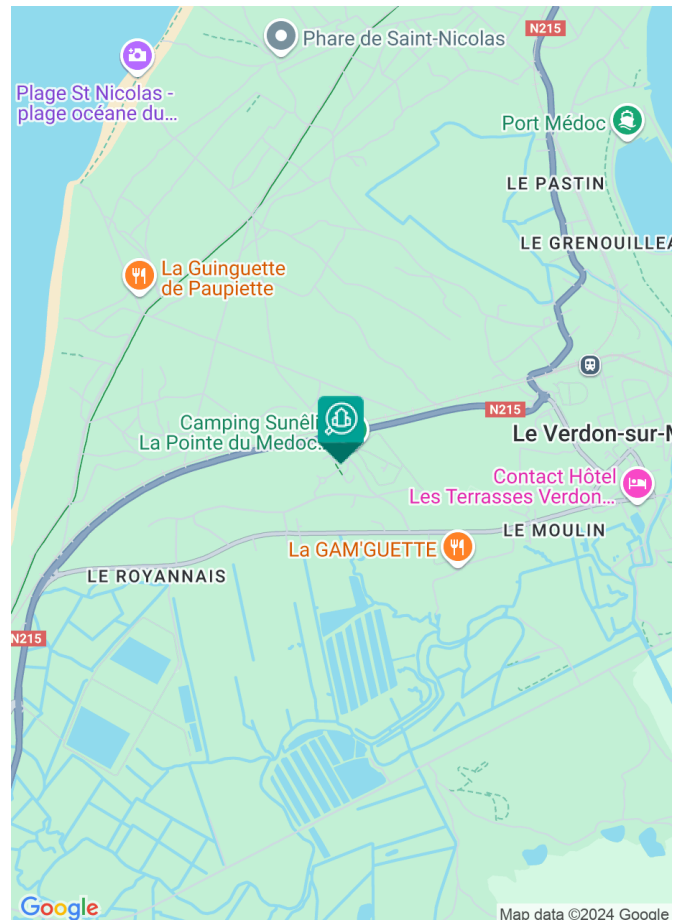 N215
Phare de Saint-Nicolas
Plage St Nicolas -
plage océane du...
Port Médoc
LE PASTIN
LE GRENOUILLEA
La Guinguette
de Paupiette
N215
Camping Sunêli
La Pointe du Medoc...
Le Verdon-sur-M
Contact Hôtel
Les Terrasses Verdon...
LE MOULIN
La GAM'GUETTE
LE ROYANNAIS
N215
Google
Map data ©2024 Google